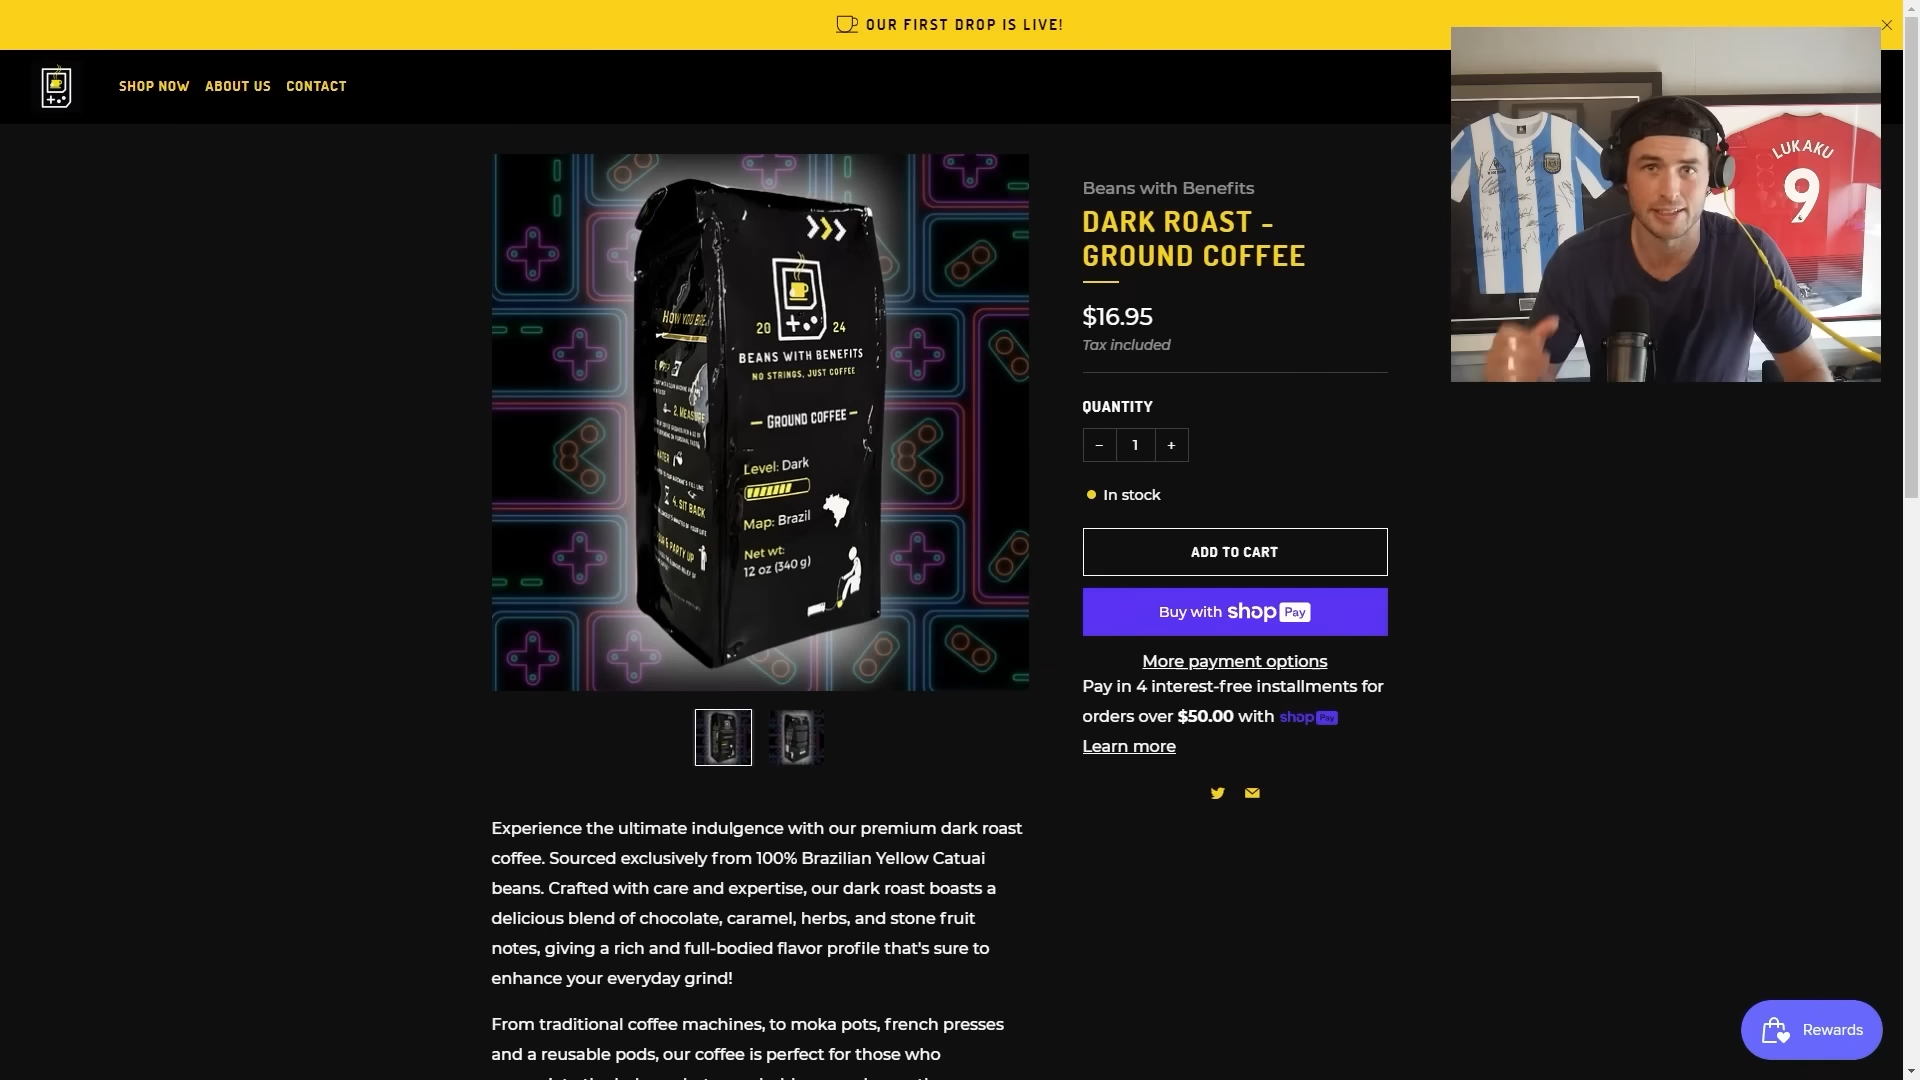 OUR FIRST DROP IS LIVE!
SHOP NOW ABOUT US CONTACT
LUKAKU
9
Beans with Benefits
DARK ROAST -
GROUND COFFEE
$16.95
Tax included
QUANTITY
− 1 +
In stock
ADD TO CART
Buy with shop Pay
More payment options
Pay in 4 interest-free installments for
orders over $50.00 with shop Pay
Learn more
20 24
BEANS WITH BENEFITS
NO STRINGS, JUST COFFEE
GROUND COFFEE
Level: Dark
Map: Brazil
Net wt:
12 oz (340 g)
HOW YOU
2. MEASURE
WATER
4. SIT BACK
& PARTY UP
Experience the ultimate indulgence with our premium dark roast
coffee. Sourced exclusively from 100% Brazilian Yellow Catuai
beans. Crafted with care and expertise, our dark roast boasts a
delicious blend of chocolate, caramel, herbs, and stone fruit
notes, giving a rich and full-bodied flavor profile that's sure to
enhance your everyday grind!
From traditional coffee machines, to moka pots, french presses
and a reusable pods, our coffee is perfect for those who
Rewards